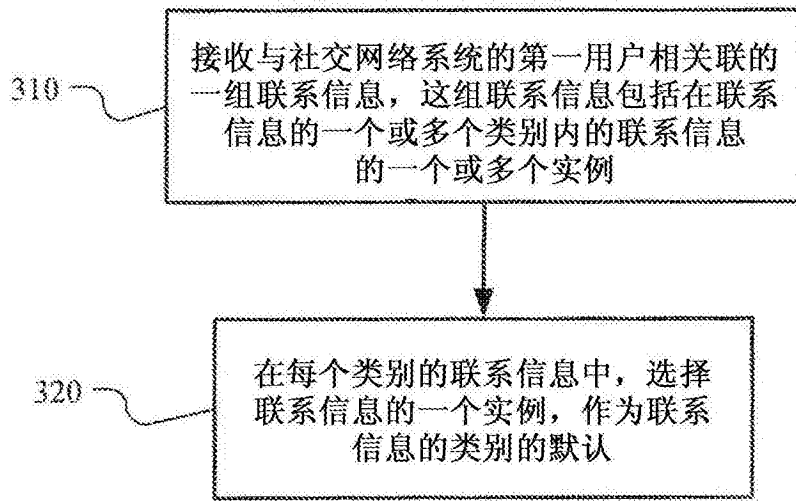 310
接收与社交网络系统的第一用户相关联的
一组联系信息，这组联系信息包括在联系
信息的一个或多个类别内的联系信息
的一个或多个实例
320
在每个类别的联系信息中，选择
联系信息的一个实例，作为联系
信息的类别的默认